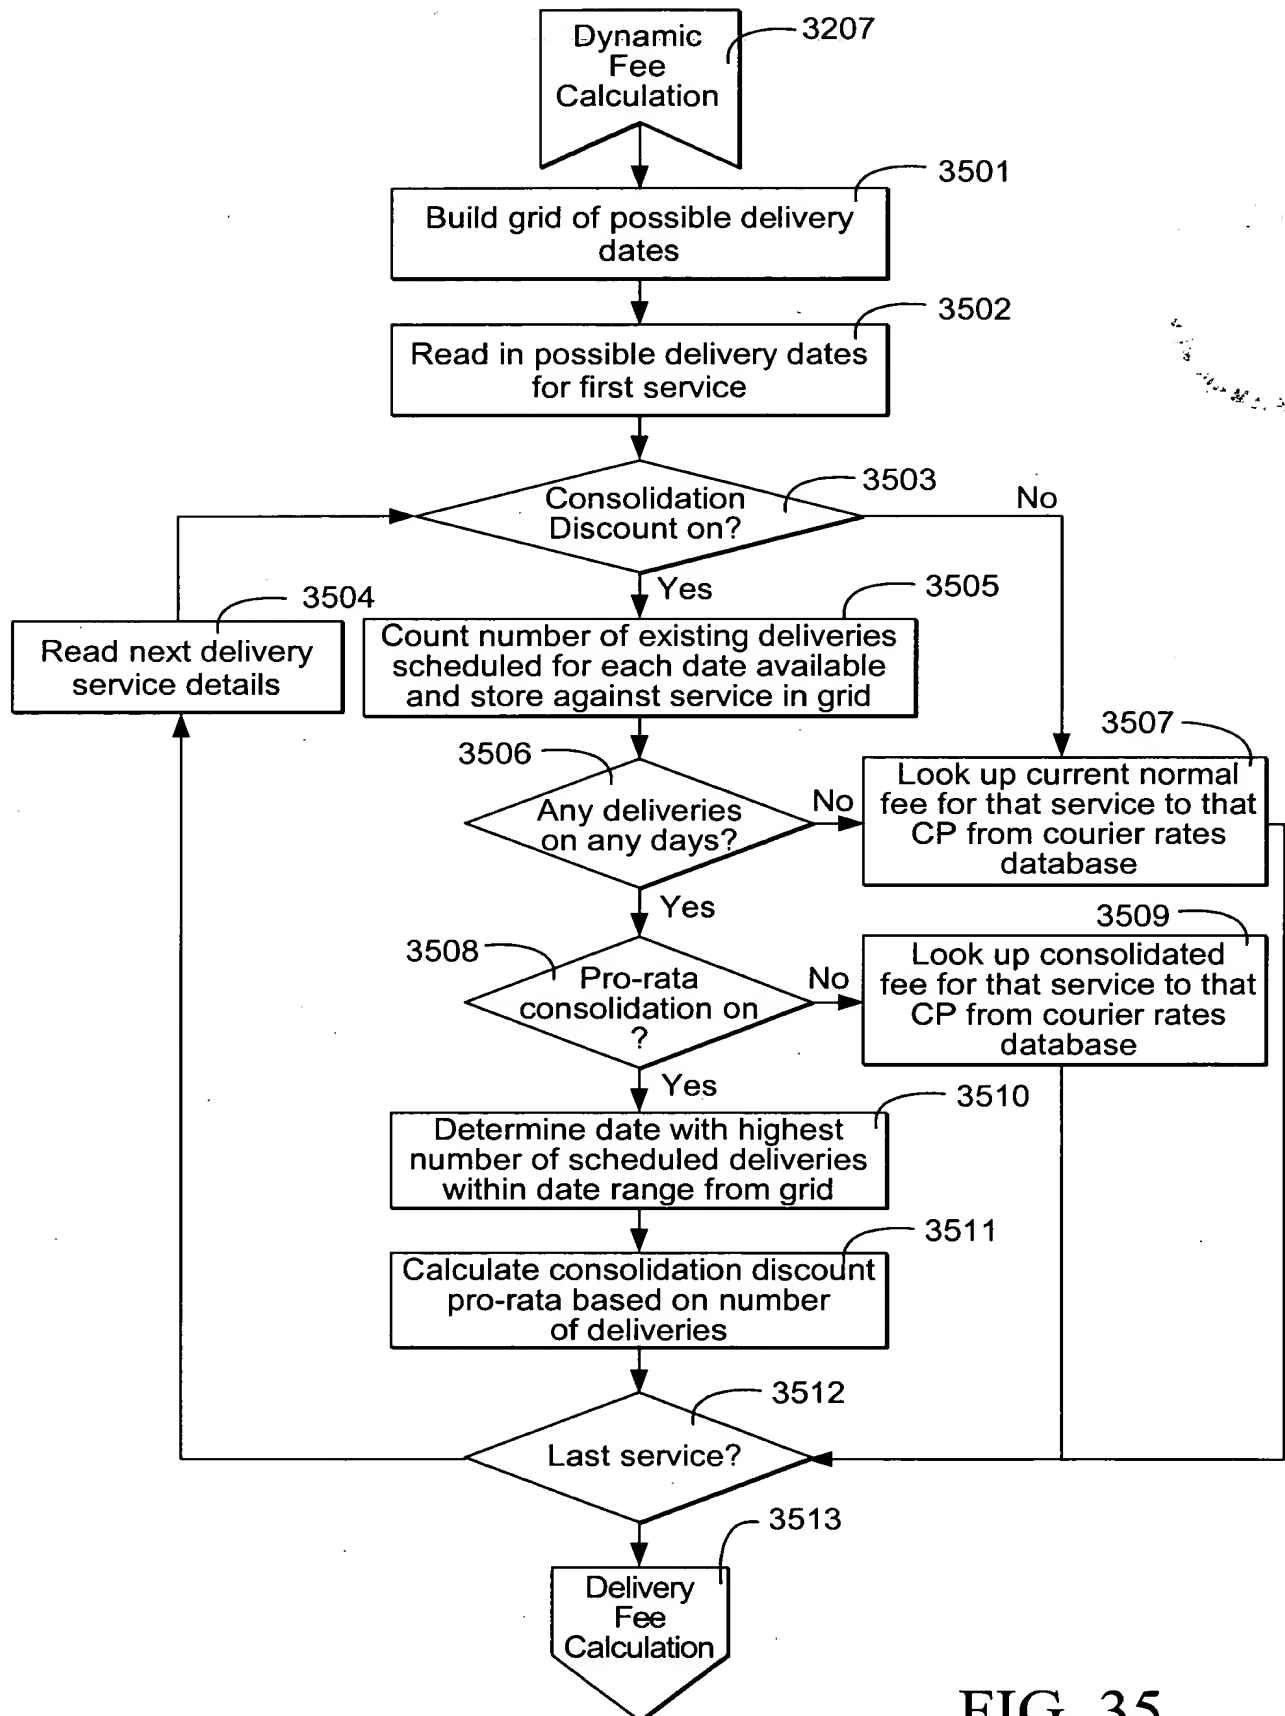 Dynamic
Fee
Calculation
3207
3501
Build grid of possible delivery
dates
3502
Read in possible delivery dates
for first service
3503
Consolidation
Discount on?
No
Yes
3504
Read next delivery
service details
3505
Count number of existing deliveries
scheduled for each date available
and store against service in grid
3506
Any deliveries
on any days?
No
Yes
3507
Look up current normal
fee for that service to that
CP from courier rates
database
3508
Pro-rata
consolidation on
?
No
Yes
3509
Look up consolidated
fee for that service to that
CP from courier rates
database
3510
Determine date with highest
number of scheduled deliveries
within date range from grid
3511
Calculate consolidation discount
pro-rata based on number
of deliveries
3512
Last service?
3513
Delivery
Fee
Calculation
FIG. 35